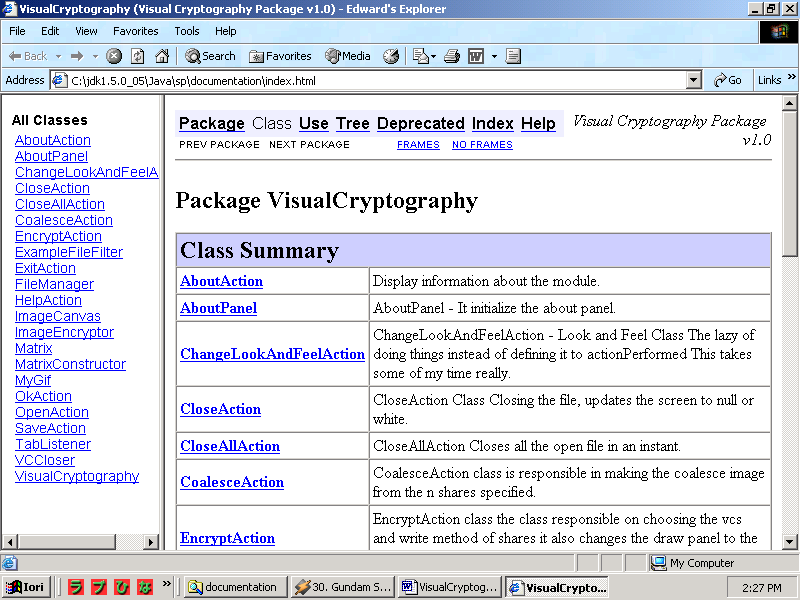 VisualCryptography (Visual Cryptography Package v1.0) - Edward's Explorer
File Edit View Favorites Tools Help
Back Search Favorites Media
Address C:\jdk1.5.0_05\Java\sp\documentation\index.html Go Links »
All Classes
AboutAction
AboutPanel
ChangeLookAndFeelA
CloseAction
CloseAllAction
CoalesceAction
EncryptAction
ExampleFileFilter
ExitAction
FileManager
HelpAction
ImageCanvas
ImageEncryptor
Matrix
MatrixConstructor
MyGif
OkAction
OpenAction
SaveAction
TabListener
VCCloser
VisualCryptography
Package Class Use Tree Deprecated Index Help
Visual Cryptography Package
v1.0
PREV PACKAGE NEXT PACKAGE FRAMES NO FRAMES
Package VisualCryptography
Class Summary
AboutAction Display information about the module.
AboutPanel AboutPanel - It initialize the about panel.
ChangeLookAndFeelAction ChangeLookAndFeelAction - Look and Feel Class The lazy of
doing things instead of defining it to actionPerformed This takes
some of my time really.
CloseAction CloseAction Class Closing the file, updates the screen to null or
white.
CloseAllAction CloseAllAction Closes all the open file in an instant.
CoalesceAction CoalesceAction class is responsible in making the coalesce image
from the n shares specified.
EncryptAction EncryptAction class the class responsible on choosing the vcs
and write method of shares it also changes the draw panel to the
My Computer
Iori ラ ブ ひ な » documentation 30. Gundam S... VisualCryptog... VisualCrypto... 2:27 PM